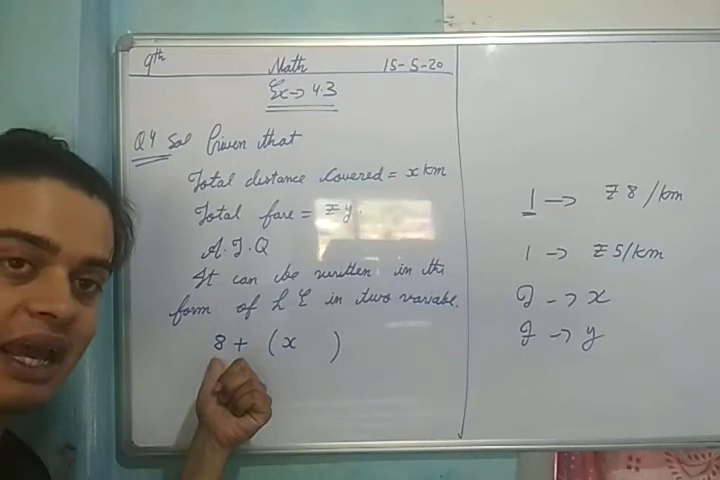 9th Math 15-5-20
Ex→ 4.3
Q4 Sol Given that
Total distance Covered = x km
Total fare = ₹ y.
A.T.Q
It can be written in the
form of L E in two variable.
8 + (x )
1 → ₹ 8 /km
1 → ₹ 5/km
T → x
T → y